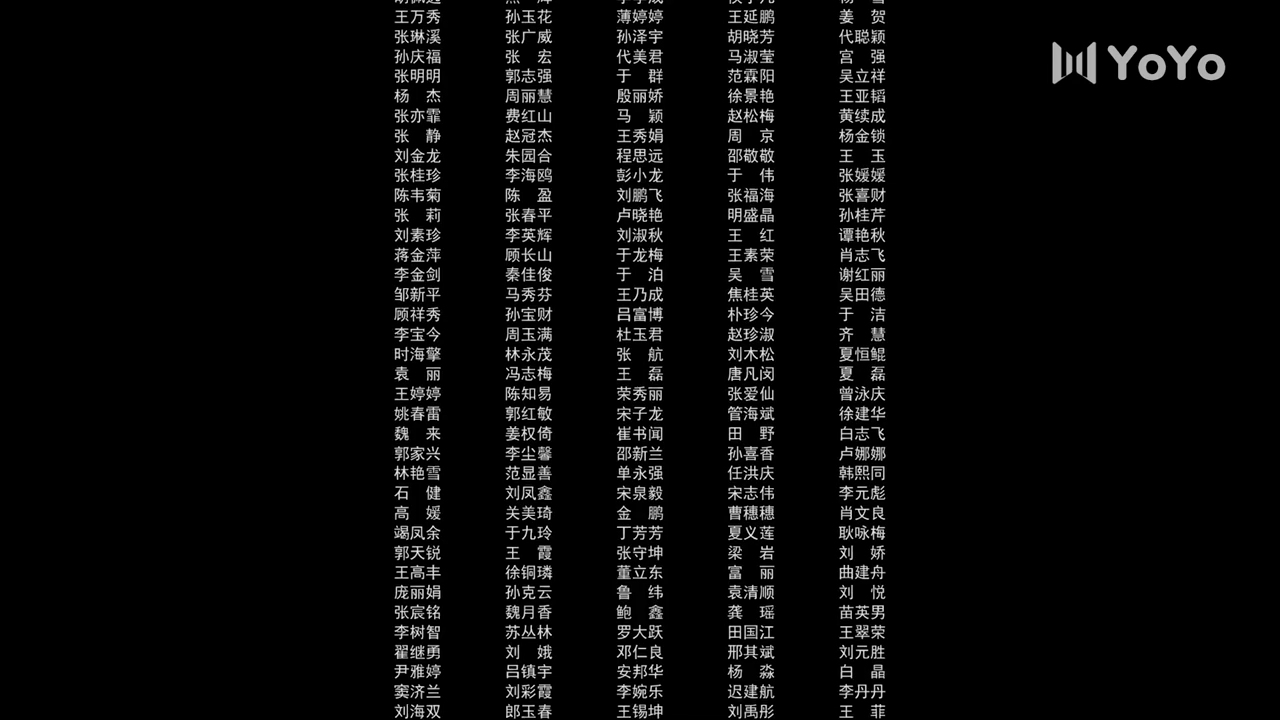 王万秀 孙玉花 薄婷婷 王延鹏 姜　贺
张琳溪 张广威 孙泽宇 胡晓芳 代聪颖
孙庆福 张　宏 代美君 马淑莹 宫　强
张明明 郭志强 于　群 范霖阳 吴立祥
杨　杰 周丽慧 殷丽娇 徐景艳 王亚韬
张亦霏 费红山 马　颖 赵松梅 黄续成
张　静 赵冠杰 王秀娟 周　京 杨金锁
刘金龙 朱园合 程思远 邵敬敬 王　玉
张桂珍 李海鸥 彭小龙 于　伟 张媛媛
陈韦菊 陈　盈 刘鹏飞 张福海 张喜财
张　莉 张春平 卢晓艳 明盛晶 孙桂芹
刘素珍 李英辉 刘淑秋 王　红 谭艳秋
蒋金萍 顾长山 于龙梅 王素荣 肖志飞
李金剑 秦佳俊 于　泊 吴　雪 谢红丽
邹新平 马秀芬 王乃成 焦桂英 吴田德
顾祥秀 孙宝财 吕富博 朴珍今 于　洁
李宝今 周玉满 杜玉君 赵珍淑 齐　慧
时海擎 林永茂 张　航 刘木松 夏恒鲲
袁　丽 冯志梅 王　磊 唐凡闵 夏　磊
王婷婷 陈知易 荣秀丽 张爱仙 曾泳庆
姚春雷 郭红敏 宋子龙 管海斌 徐建华
魏　来 姜权倚 崔书闻 田　野 白志飞
郭家兴 李尘馨 邵新兰 孙喜香 卢娜娜
林艳雪 范显善 单永强 任洪庆 韩熙同
石　健 刘凤鑫 宋泉毅 宋志伟 李元彪
高　媛 关美琦 金　鹏 曹穗穗 肖文良
竭凤余 于九玲 丁芳芳 夏义莲 耿咏梅
郭天锐 王　霞 张守坤 梁　岩 刘　娇
王高丰 徐铜璘 董立东 富　丽 曲建舟
庞丽娟 孙克云 鲁　纬 袁清顺 刘　悦
张宸铭 魏月香 鲍　鑫 龚　瑶 苗英男
李树智 苏丛林 罗大跃 田国江 王翠荣
翟继勇 刘　娥 邓仁良 邢其斌 刘元胜
尹雅婷 吕镇宇 安邦华 杨　淼 白　晶
窦济兰 刘彩霞 李婉乐 迟建航 李丹丹
刘海双 郎玉春 王锡坤 刘禹彤 王　菲
YoYo